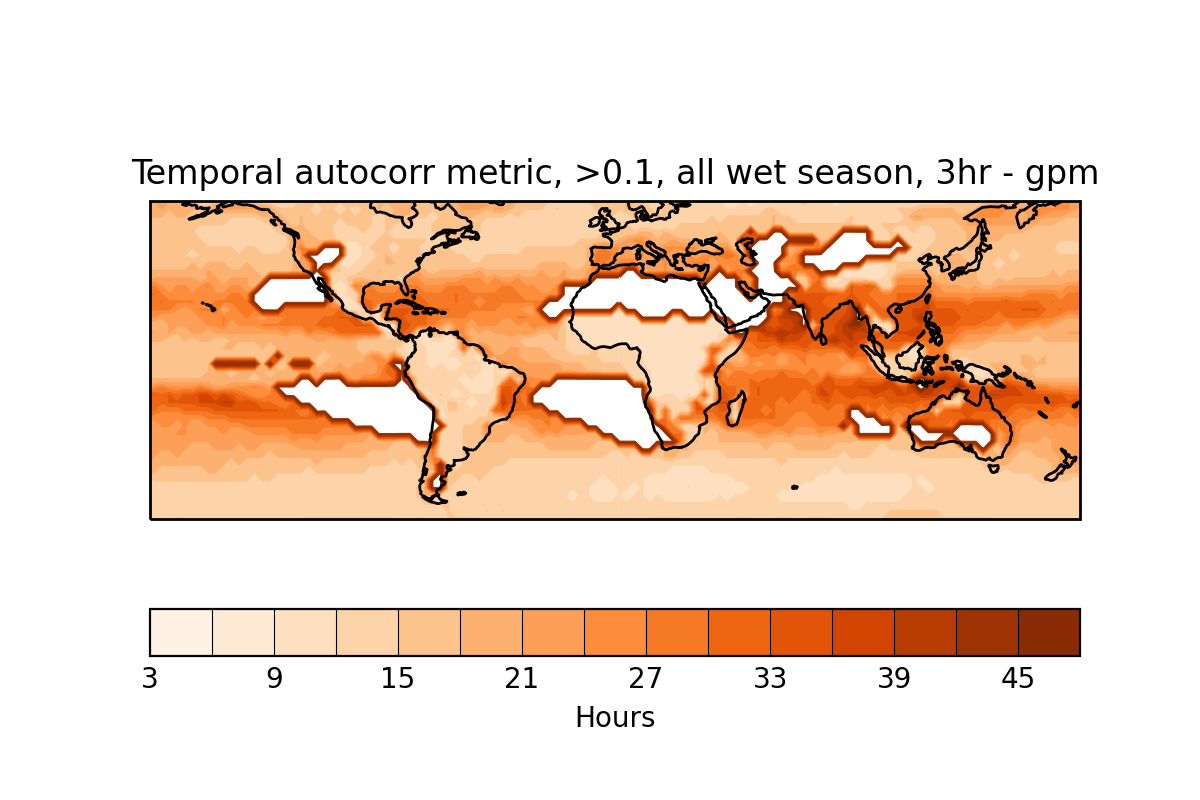 Temporal autocorr metric, >0.1, all wet season, 3hr - gpm
3 9 15 21 27 33 39 45
Hours